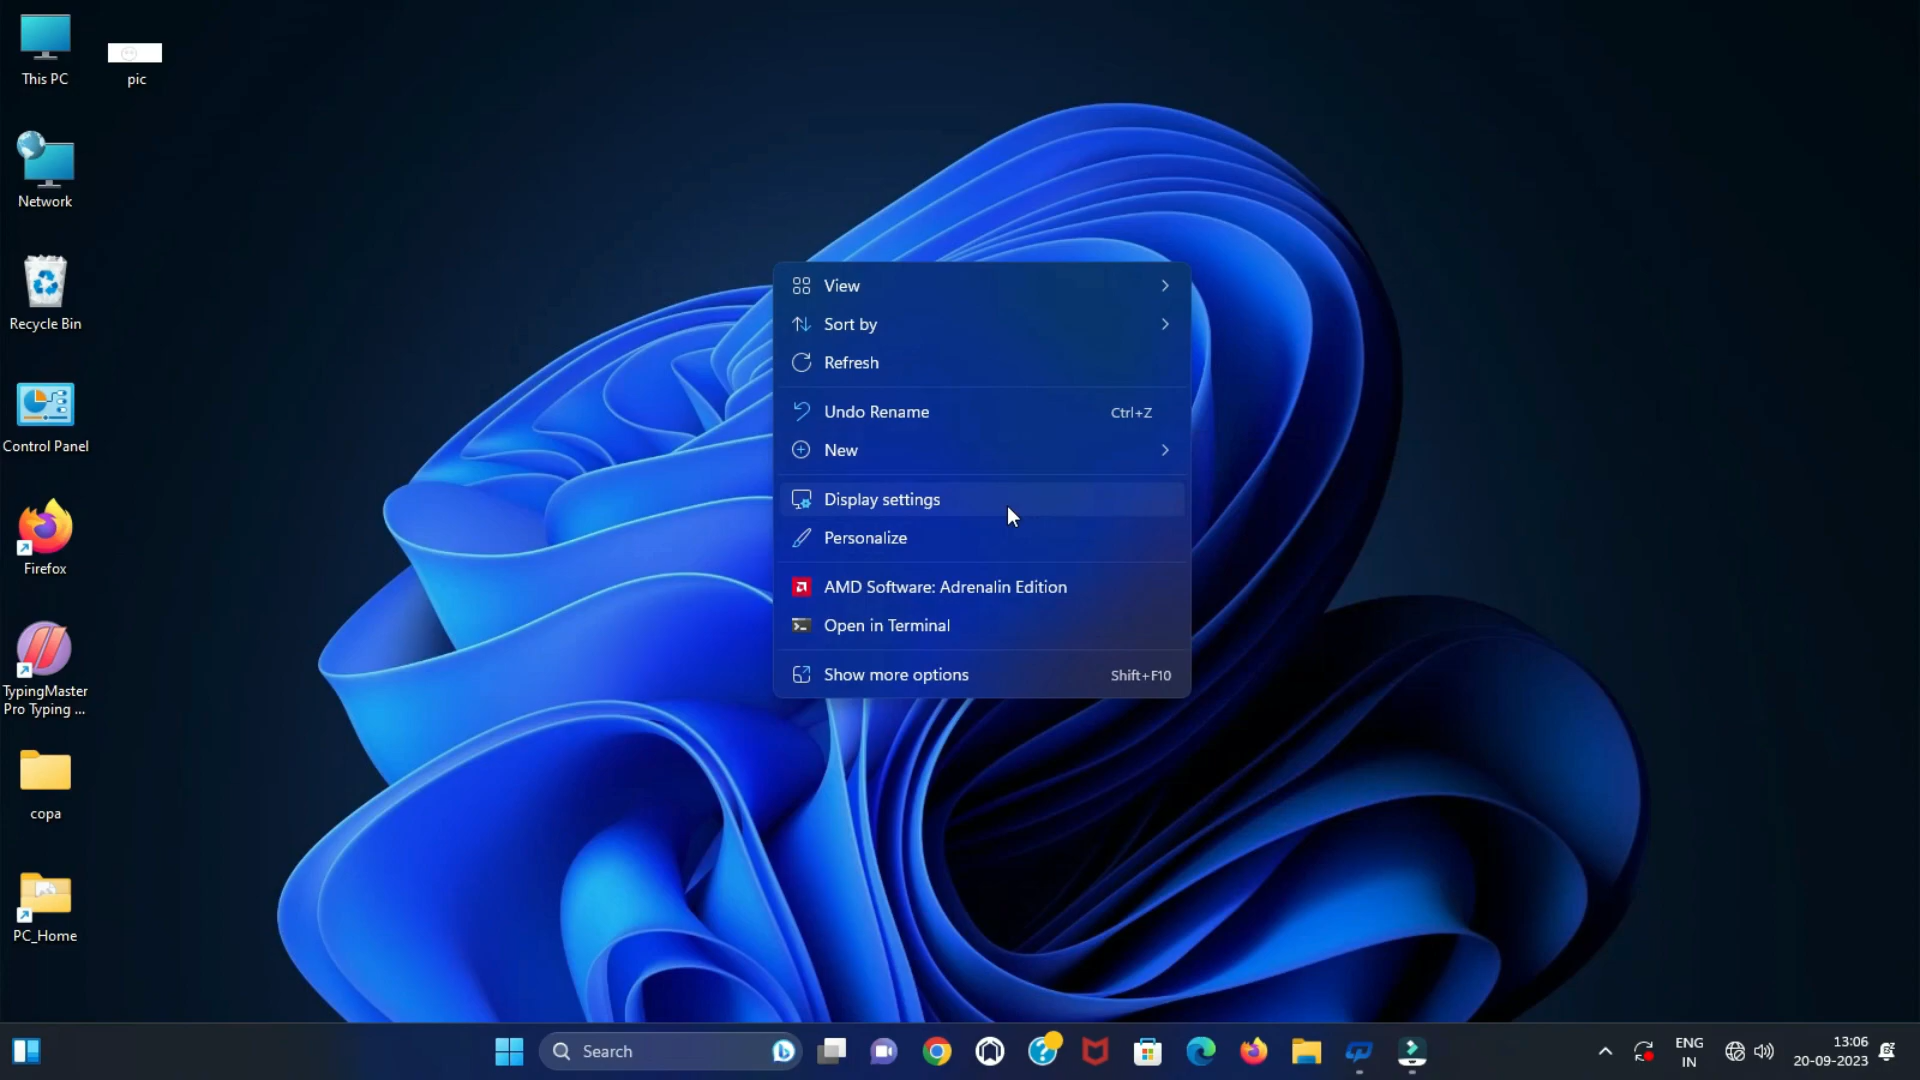 This PC
pic
Network
Recycle Bin
Control Panel
Firefox
TypingMaster
Pro Typing ...
copa
PC_Home
View
Sort by
Refresh
Undo Rename Ctrl+Z
New
Display settings
Personalize
AMD Software: Adrenalin Edition
Open in Terminal
Show more options Shift+F10
Search
ENG
IN
13:06
20-09-2023